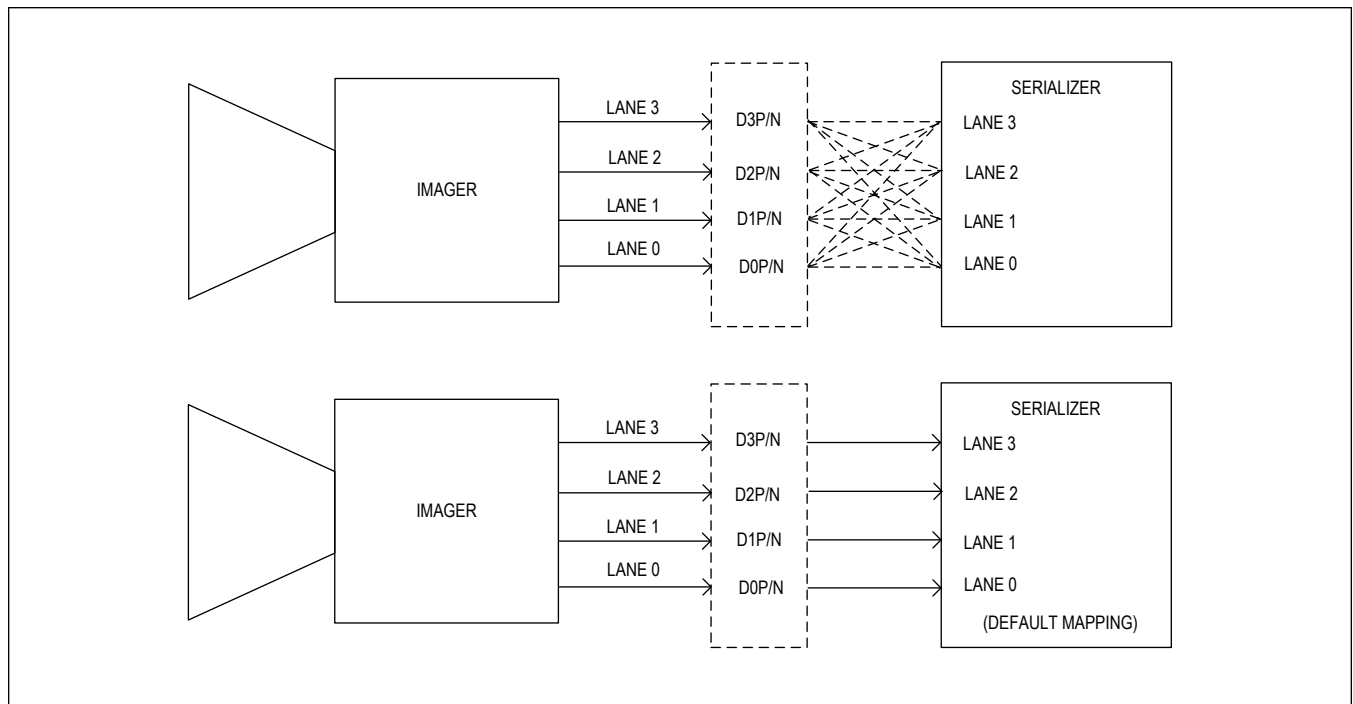 SERIALIZER
LANE 3
D3P/N
LANE 3
LANE 2
D2P/N
LANE 2
IMAGER
LANE 1
D1P/N
LANE 1
LANE 0
D0P/N
LANE 0
SERIALIZER
LANE 3
D3P/N
LANE 3
LANE 2
D2P/N
LANE 2
IMAGER
LANE 1
D1P/N
LANE 1
LANE 0
D0P/N
LANE 0
(DEFAULT MAPPING)